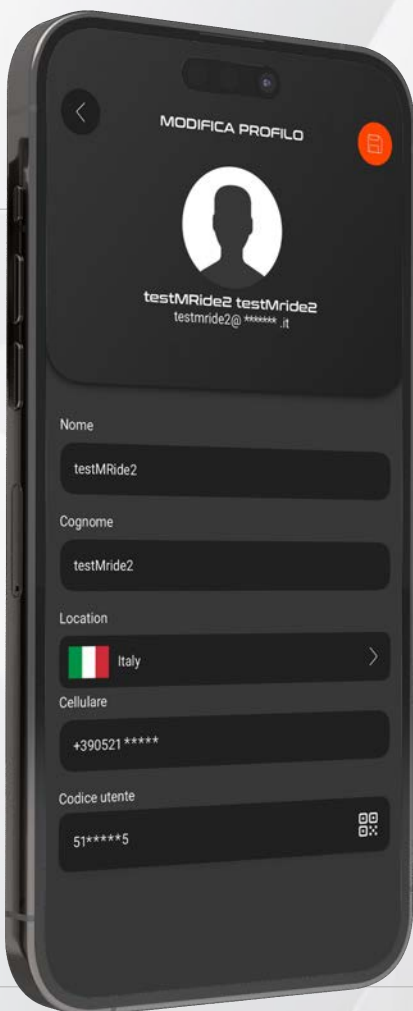 MODIFICA PROFILO
testMRide2 testMride2
testmride2@ ******* .it
Nome
testMRide2
Cognome
testMride2
Location
Italy
Cellulare
+390521 *****
Codice utente
51*****5